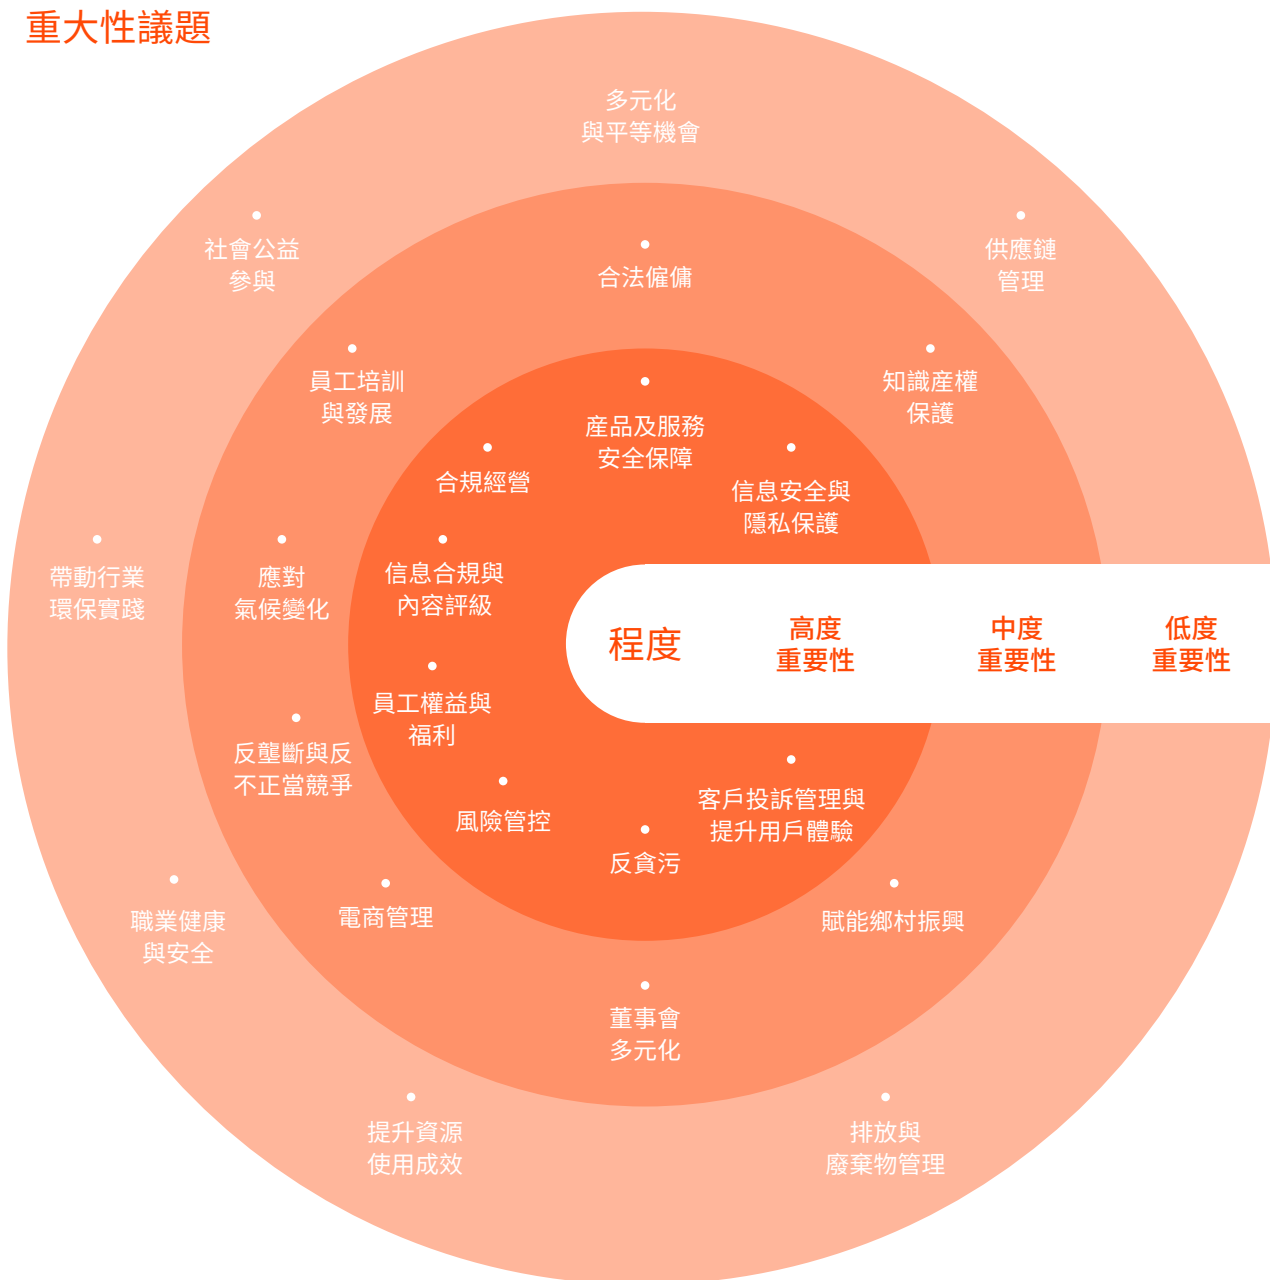 重大性議題
多元化
與平等機會
社會公益
參與
供應鏈
管理
合法僱傭
員工培訓
與發展
知識産權
保護
産品及服務
安全保障
合規經營
信息安全與
隱私保護
帶動行業
環保實踐
應對
氣候變化
信息合規與
內容評級
程度
高度
重要性
中度
重要性
低度
重要性
員工權益與
福利
反壟斷與反
不正當競爭
風險管控
客戶投訴管理與
提升用戶體驗
反貪污
職業健康
與安全
電商管理
賦能鄉村振興
董事會
多元化
提升資源
使用成效
排放與
廢棄物管理